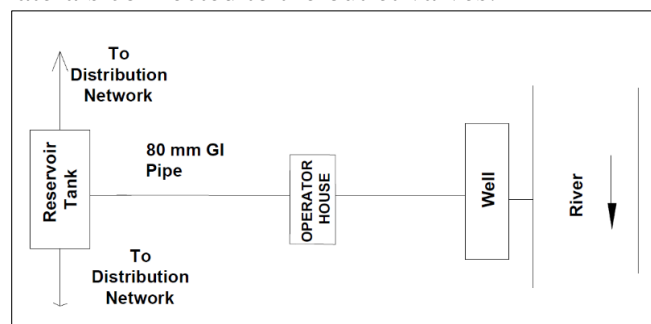 To
Distribution
Network
Reservoir
Tank
80 mm GI
Pipe
OPERATOR
HOUSE
Well
River
To
Distribution
Network